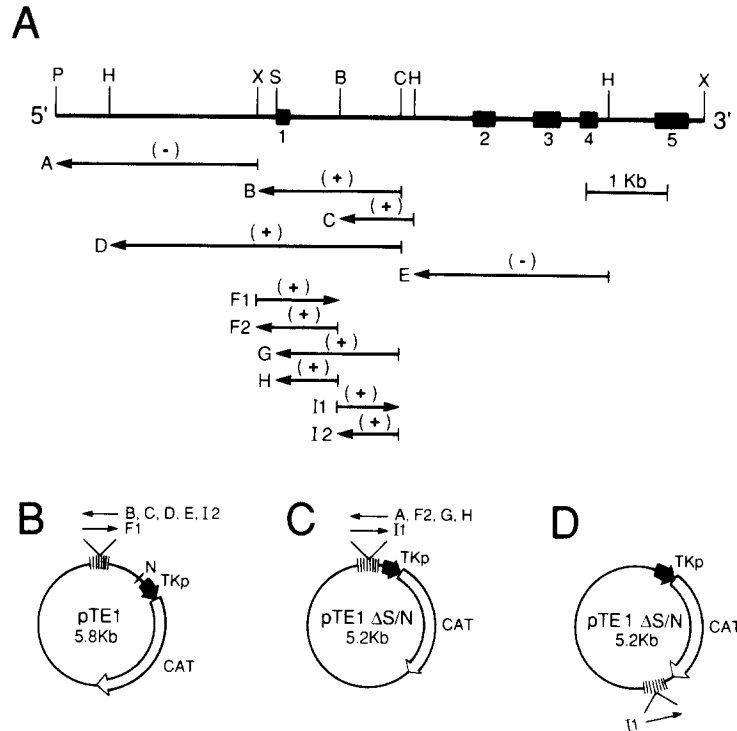 A
P H X S B C H H X
5' 3'
1 2 3 4 5
A (-)
B (+)
1 Kb
C (+)
D (+)
E (-)
F1 (+)
F2 (+)
G (+)
H (+)
I1 (+)
I2 (+)
B
B, C, D, E, I2
F1
N
TKp
pTE1
5.8Kb
CAT
C
A, F2, G, H
I1
TKp
pTE1 ΔS/N
5.2Kb
CAT
D
TKp
pTE1 ΔS/N
5.2Kb
CAT
I1